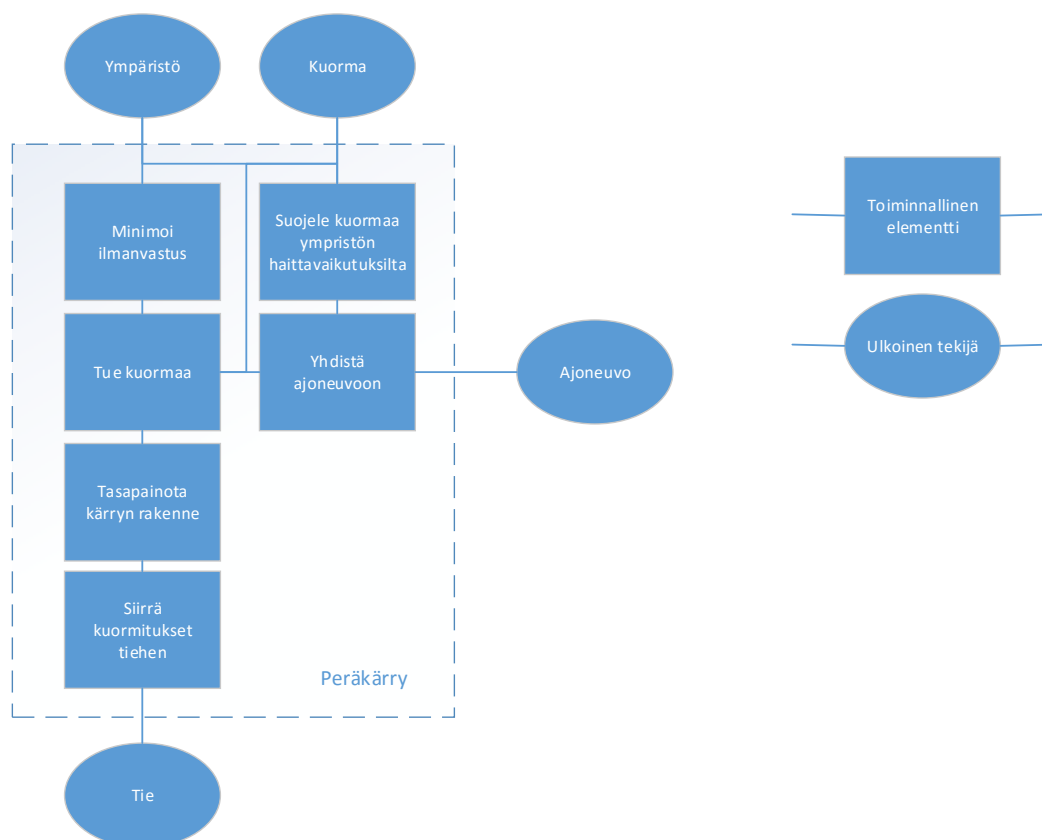 Ympäristö
Kuorma
Minimoi
ilmanvastus
Suojele kuormaa
ympristön
haittavaikutuksilta
Toiminnallinen
elementti
Tue kuormaa
Yhdistä
ajoneuvoon
Ajoneuvo
Ulkoinen tekijä
Tasapainota
kärryn rakenne
Siirrä
kuormitukset
tiehen
Peräkärry
Tie